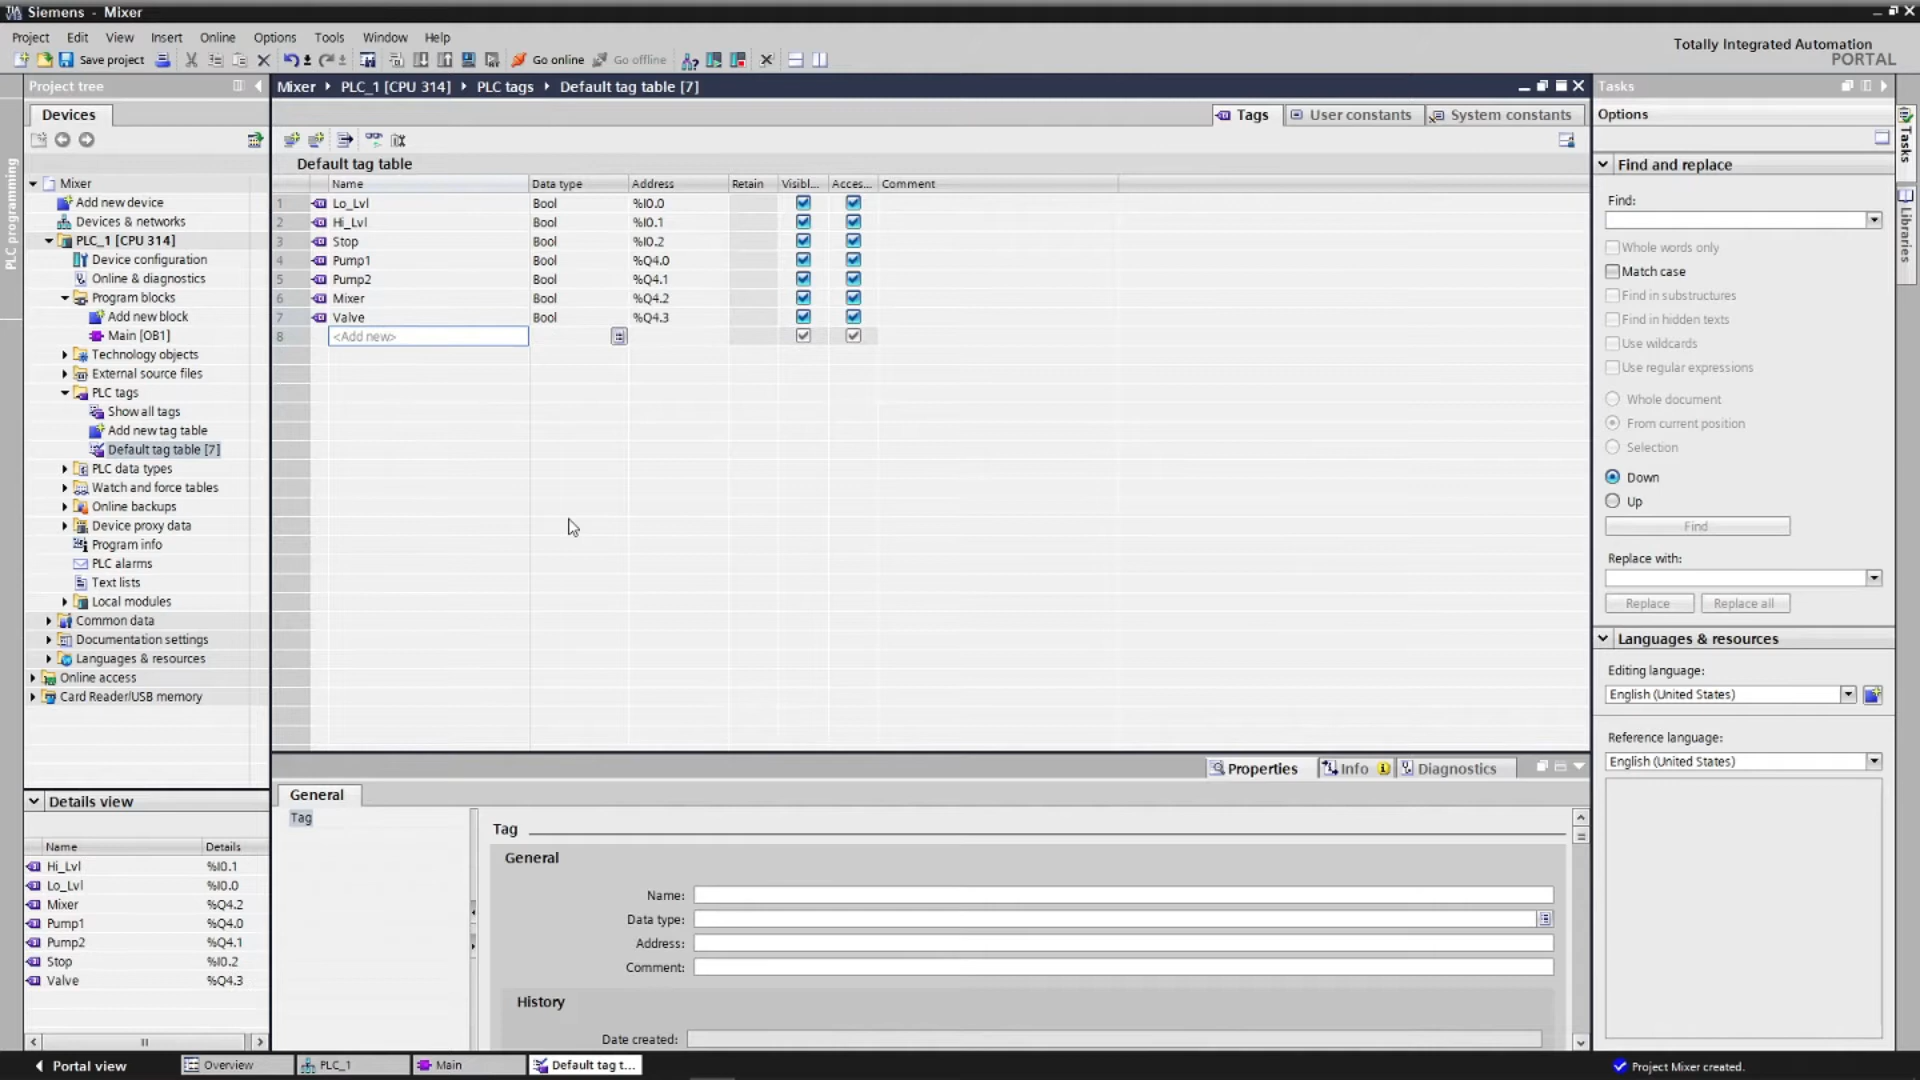 Siemens - Mixer
Project Edit View Insert Online Options Tools Window Help
Totally Integrated Automation
PORTAL
Save project Go online Go offline
Project tree
Mixer PLC_1 [CPU 314] PLC tags Default tag table [7]
Tasks
Devices
Tags User constants System constants
Options
Default tag table
Find and replace
Name Data type Address Retain Visibl... Acces... Comment
1 Lo_Lvl Bool %I0.0
2 Hi_Lvl Bool %I0.1
3 Stop Bool %I0.2
4 Pump1 Bool %Q4.0
5 Pump2 Bool %Q4.1
6 Mixer Bool %Q4.2
7 Valve Bool %Q4.3
8 <Add new>
PLC programming
Mixer
Add new device
Devices & networks
PLC_1 [CPU 314]
Device configuration
Online & diagnostics
Program blocks
Add new block
Main [OB1]
Technology objects
External source files
PLC tags
Show all tags
Add new tag table
Default tag table [7]
PLC data types
Watch and force tables
Online backups
Device proxy data
Program info
PLC alarms
Text lists
Local modules
Common data
Documentation settings
Languages & resources
Online access
Card Reader/USB memory
Find:
Whole words only
Match case
Find in substructures
Find in hidden texts
Use wildcards
Use regular expressions
Whole document
From current position
Selection
Down
Up
Find
Replace with:
Replace Replace all
Languages & resources
Editing language:
English (United States)
Reference language:
English (United States)
Tasks
Libraries
Details view
Name Details
Hi_Lvl %I0.1
Lo_Lvl %I0.0
Mixer %Q4.2
Pump1 %Q4.0
Pump2 %Q4.1
Stop %I0.2
Valve %Q4.3
Properties Info Diagnostics
General
Tag
Tag
General
Name:
Data type:
Address:
Comment:
History
Date created:
Portal view Overview PLC_1 Main Default tag t...
Project Mixer created.